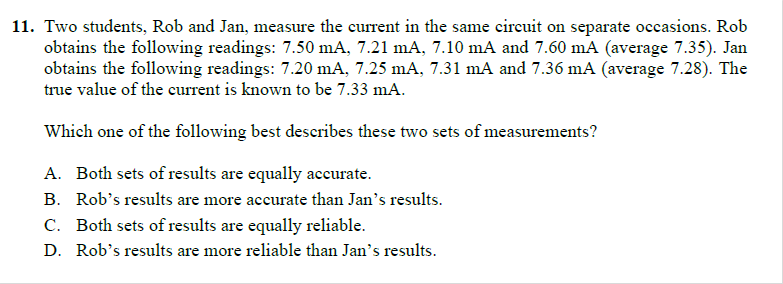 11. Two students, Rob and Jan, measure the current in the same circuit on separate occasions. Rob
obtains the following readings: 7.50 mA, 7.21 mA, 7.10 mA and 7.60 mA (average 7.35). Jan
obtains the following readings: 7.20 mA, 7.25 mA, 7.31 mA and 7.36 mA (average 7.28). The
true value of the current is known to be 7.33 mA.
Which one of the following best describes these two sets of measurements?
A. Both sets of results are equally accurate.
B. Rob's results are more accurate than Jan's results.
C. Both sets of results are equally reliable.
D. Rob's results are more reliable than Jan's results.